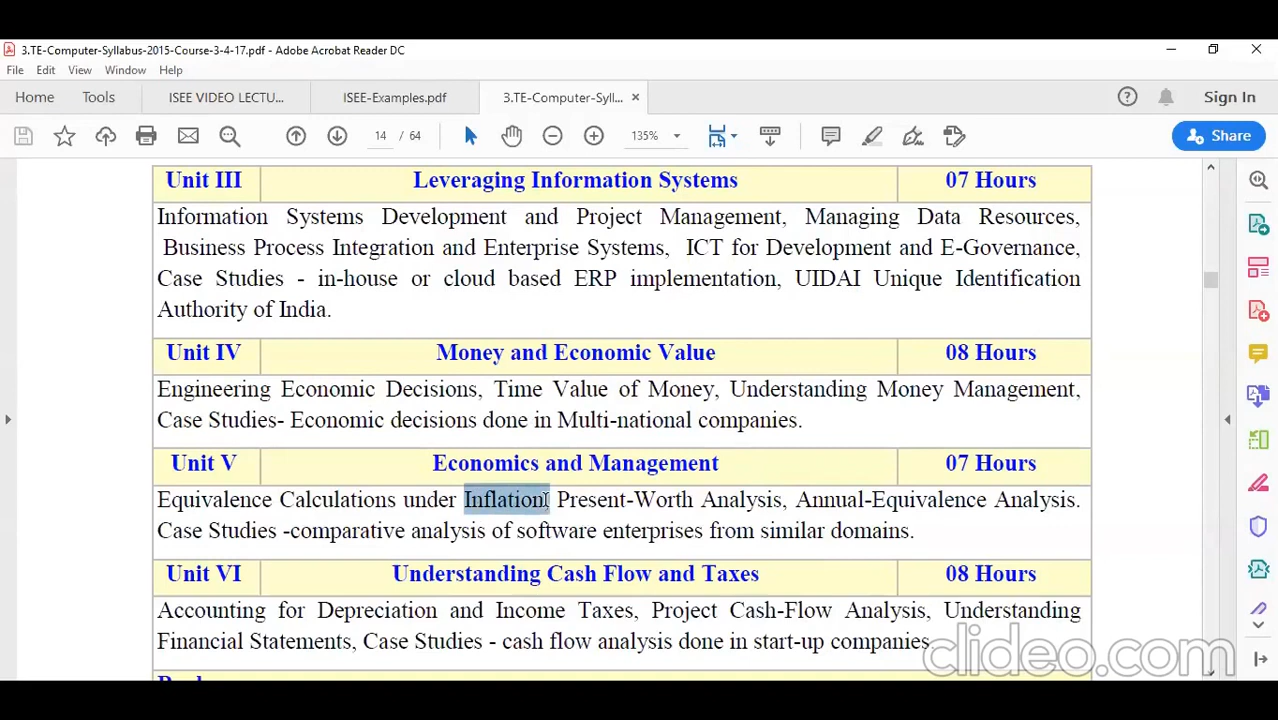 3.TE-Computer-Syllabus-2015-Course-3-4-17.pdf - Adobe Acrobat Reader DC
File Edit View Window Help
Home Tools ISEE VIDEO LECTU... ISEE-Examples.pdf 3.TE-Computer-Syll... × Sign In
14 / 64 135% Share
Unit III Leveraging Information Systems 07 Hours
Information Systems Development and Project Management, Managing Data Resources,
Business Process Integration and Enterprise Systems, ICT for Development and E-Governance,
Case Studies - in-house or cloud based ERP implementation, UIDAI Unique Identification
Authority of India.
Unit IV Money and Economic Value 08 Hours
Engineering Economic Decisions, Time Value of Money, Understanding Money Management,
Case Studies- Economic decisions done in Multi-national companies.
Unit V Economics and Management 07 Hours
Equivalence Calculations under Inflation, Present-Worth Analysis, Annual-Equivalence Analysis.
Case Studies -comparative analysis of software enterprises from similar domains.
Unit VI Understanding Cash Flow and Taxes 08 Hours
Accounting for Depreciation and Income Taxes, Project Cash-Flow Analysis, Understanding
Financial Statements, Case Studies - cash flow analysis done in start-up companies.
clideo.com